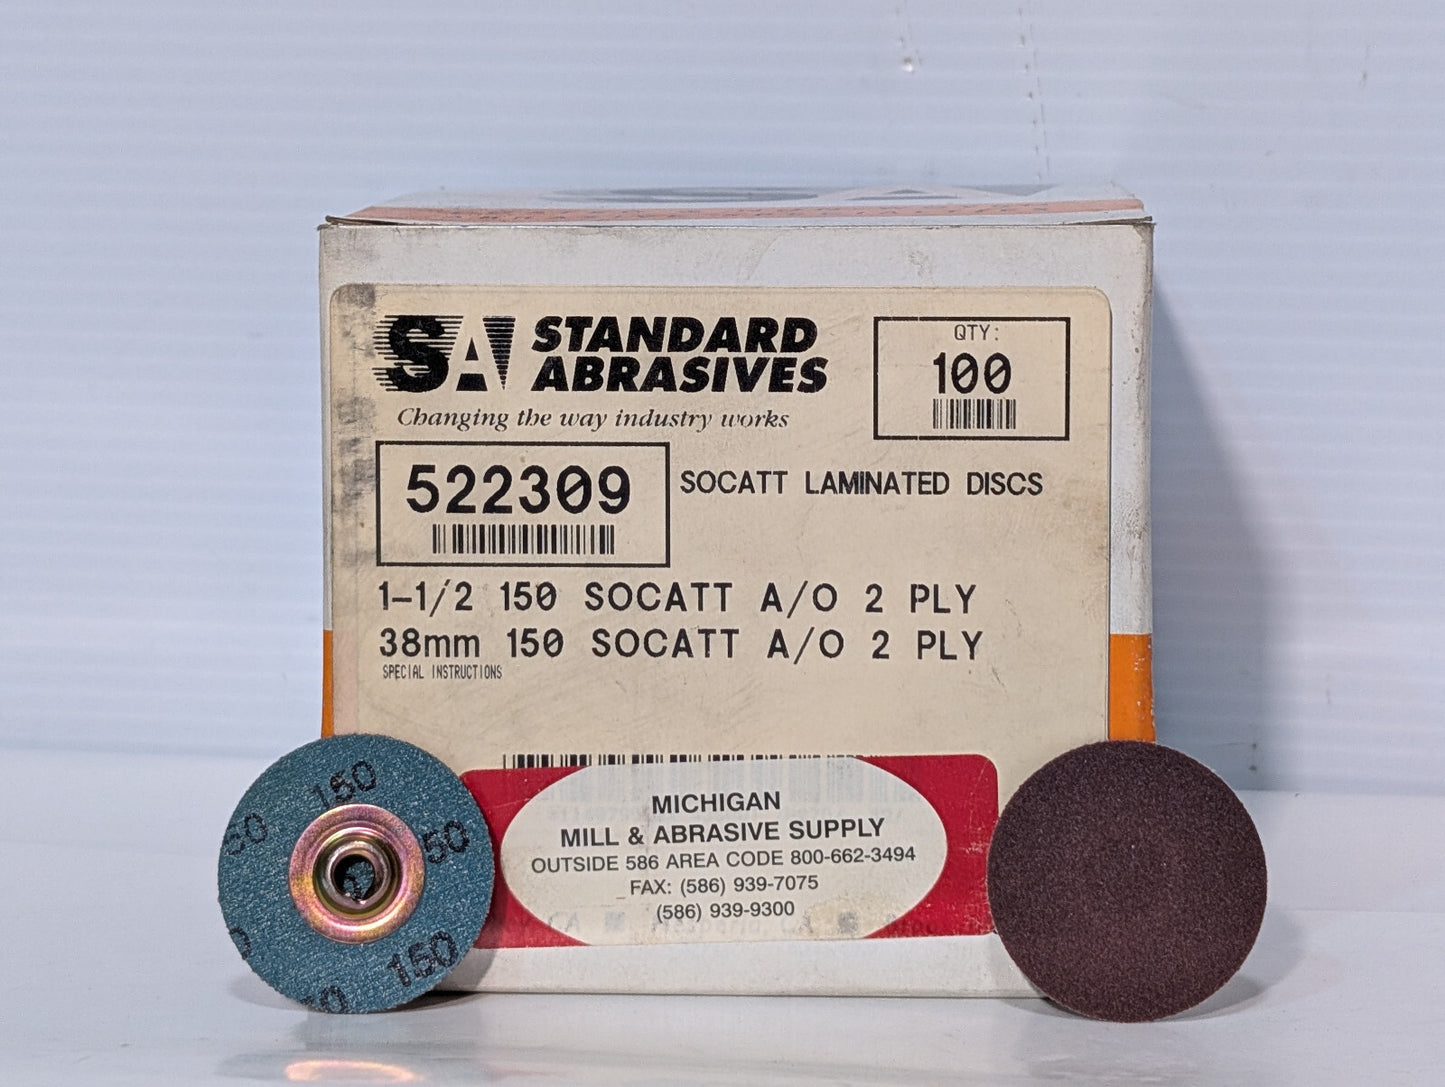 SA STANDARD
ABRASIVES
Changing the way industry works
QTY:
100
522309
SOCATT LAMINATED DISCS
1-1/2 150 SOCATT A/O 2 PLY
38mm 150 SOCATT A/O 2 PLY
SPECIAL INSTRUCTIONS
MICHIGAN
MILL & ABRASIVE SUPPLY
OUTSIDE 586 AREA CODE 800-662-3494
FAX: (586) 939-7075
(586) 939-9300
150
50
50
150
50